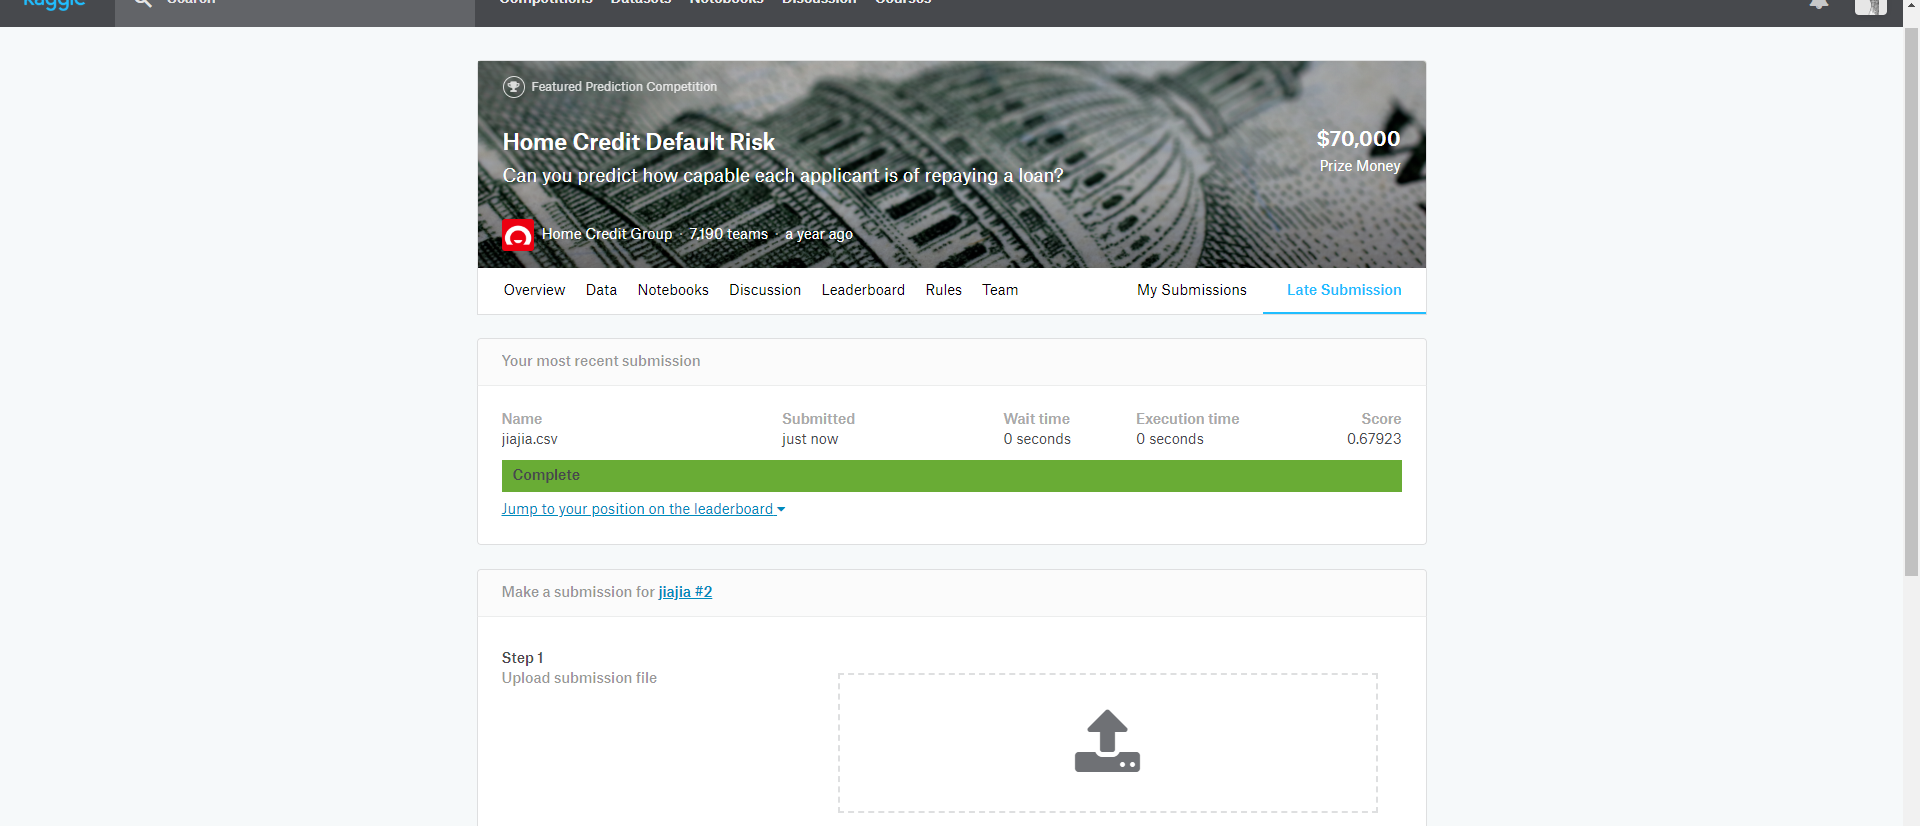 kaggle
Search
Competitions Datasets Notebooks Discussion Courses
Featured Prediction Competition
Home Credit Default Risk
Can you predict how capable each applicant is of repaying a loan?
$70,000
Prize Money
Home Credit Group · 7,190 teams · a year ago
Overview Data Notebooks Discussion Leaderboard Rules Team My Submissions Late Submission
Your most recent submission
Name Submitted Wait time Execution time Score
jiajia.csv just now 0 seconds 0 seconds 0.67923
Complete
Jump to your position on the leaderboard
Make a submission for jiajia #2
Step 1
Upload submission file